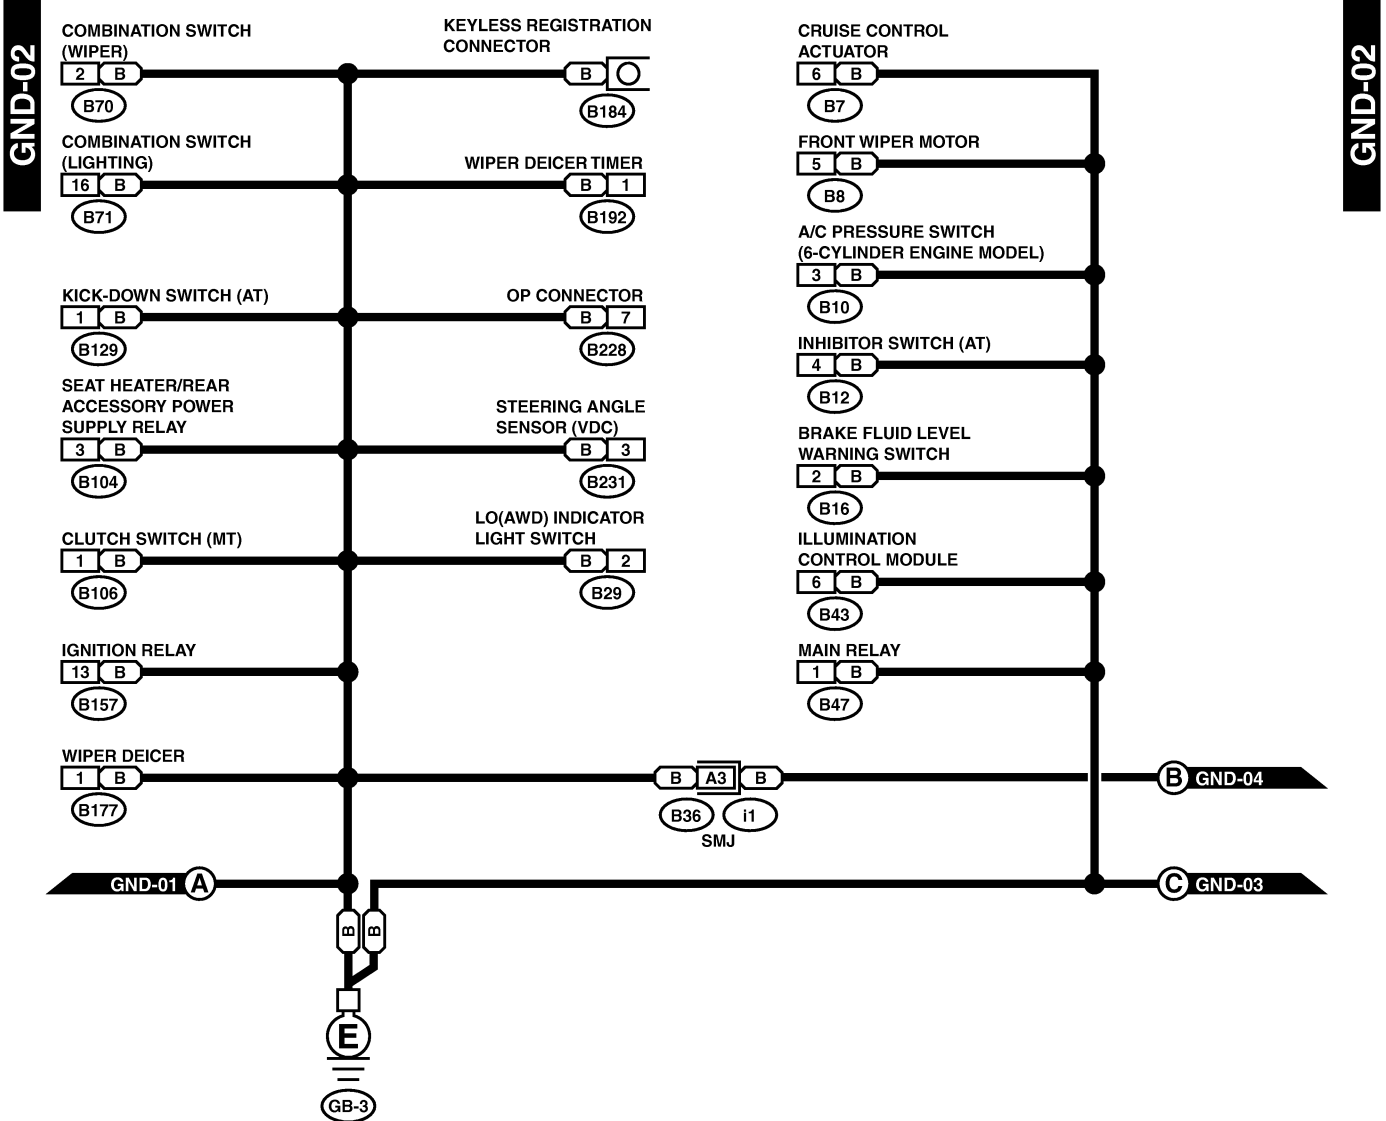 GND-02
GND-02
COMBINATION SWITCH
(WIPER)
2 B
B70
COMBINATION SWITCH
(LIGHTING)
16 B
B71
KICK-DOWN SWITCH (AT)
1 B
B129
SEAT HEATER/REAR
ACCESSORY POWER
SUPPLY RELAY
3 B
B104
CLUTCH SWITCH (MT)
1 B
B106
IGNITION RELAY
13 B
B157
WIPER DEICER
1 B
B177
KEYLESS REGISTRATION
CONNECTOR
B
B184
WIPER DEICER TIMER
B 1
B192
OP CONNECTOR
B 7
B228
STEERING ANGLE
SENSOR (VDC)
B 3
B231
LO(AWD) INDICATOR
LIGHT SWITCH
B 2
B29
CRUISE CONTROL
ACTUATOR
6 B
B7
FRONT WIPER MOTOR
5 B
B8
A/C PRESSURE SWITCH
(6-CYLINDER ENGINE MODEL)
3 B
B10
INHIBITOR SWITCH (AT)
4 B
B12
BRAKE FLUID LEVEL
WARNING SWITCH
2 B
B16
ILLUMINATION
CONTROL MODULE
6 B
B43
MAIN RELAY
1 B
B47
B A3 B
B36 i1
SMJ
B GND-04
GND-01 A
C GND-03
B B
E
GB-3